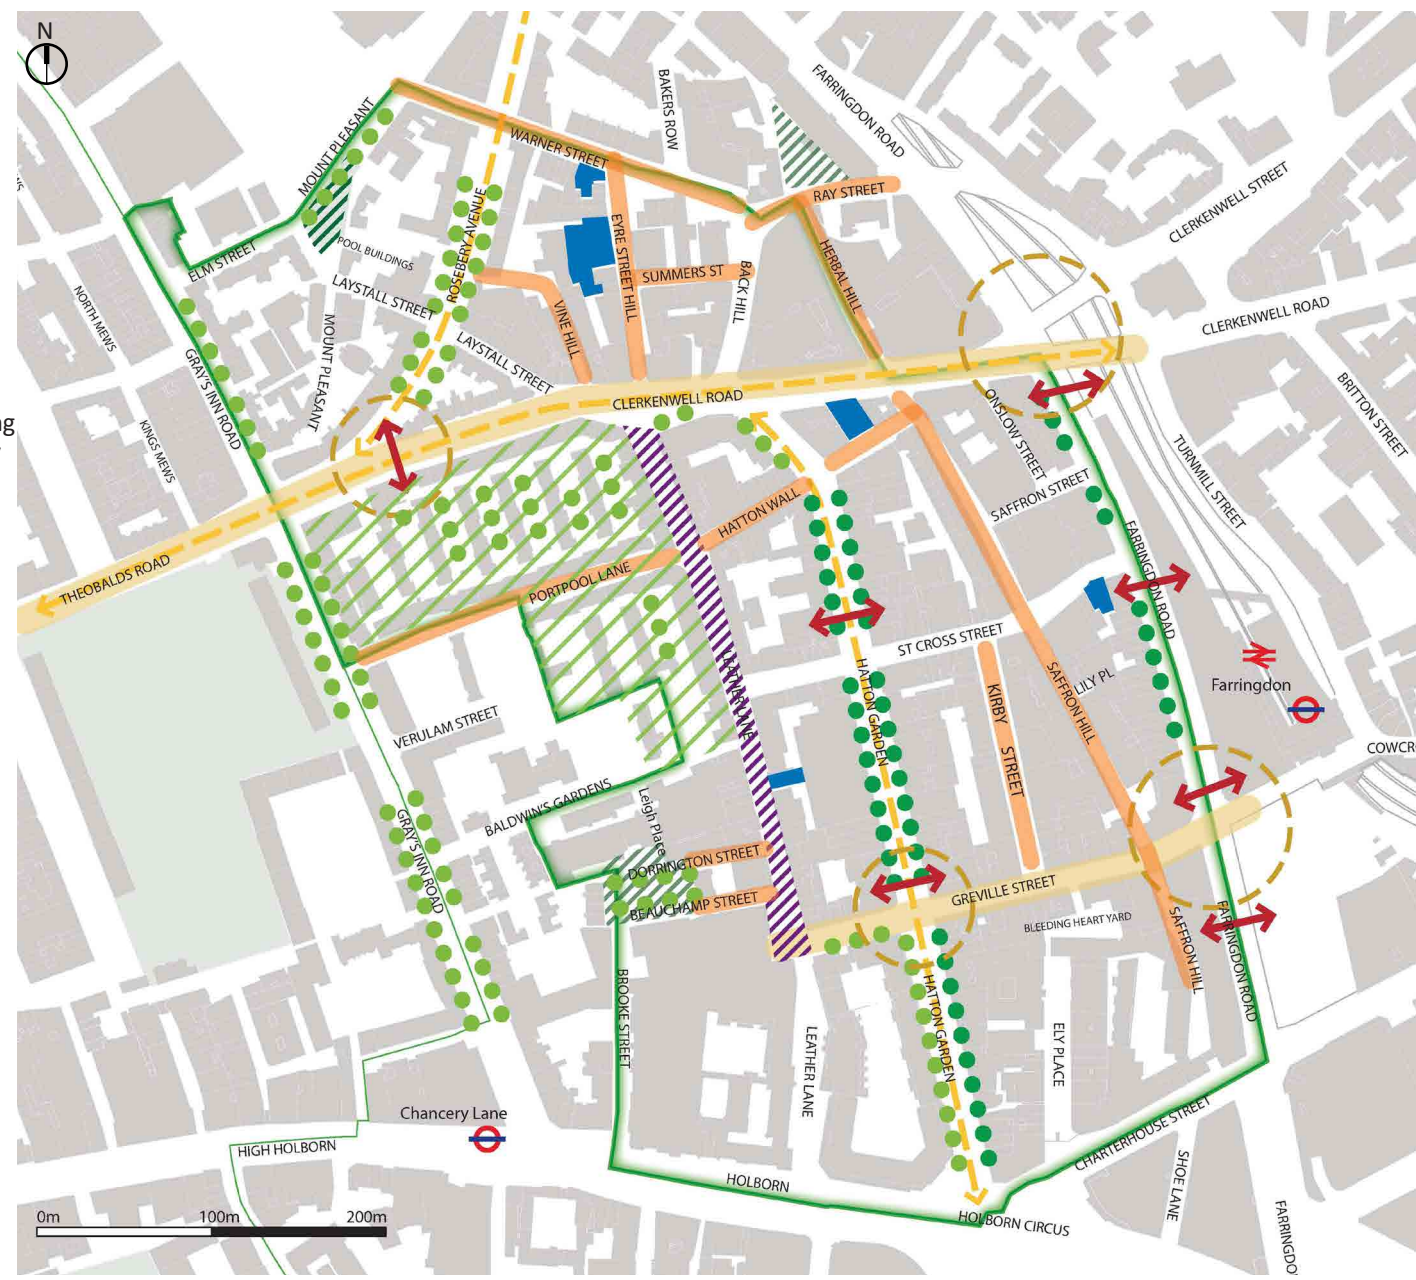 N
BAKERS ROW
FARRINGDON ROAD
MOUNT PLEASANT
WARNER STREET
RAY STREET
CLERKENWELL STREET
ROSEBERY AVENUE
EYRE STREET HILL
HERBAL HILL
ELM STREET
POOL BUILDINGS
SUMMERS ST
BACK HILL
LAYSTALL STREET
NORTH MEWS
VINE HILL
CLERKENWELL ROAD
MOUNT PLEASANT
LAYSTALL STREET
GRAY'S INN ROAD
CLERKENWELL ROAD
BRITTON STREET
ONSLOW STREET
KINGS MEWS
TURNMILL STREET
SAFFRON STREET
HATTON WALL
FARRINGDON ROAD
THEOBALDS ROAD
PORTPOOL LANE
ST CROSS STREET
LEATHER LANE
HATTON GARDEN
SAFFRON HILL
LILY PL
KIRBY STREET
Farringdon
VERULAM STREET
BALDWIN'S GARDENS
Leigh Place
GRAY'S INN ROAD
DORRINGTON STREET
GREVILLE STREET
BEAUCHAMP STREET
BLEEDING HEART YARD
SAFFRON HILL
FARRINGDON ROAD
BROOKE STREET
HATTON GARDEN
LEATHER LANE
ELY PLACE
Chancery Lane
HIGH HOLBORN
CHARTERHOUSE STREET
SHOE LANE
HOLBORN
HOLBORN CIRCUS
0m 100m 200m